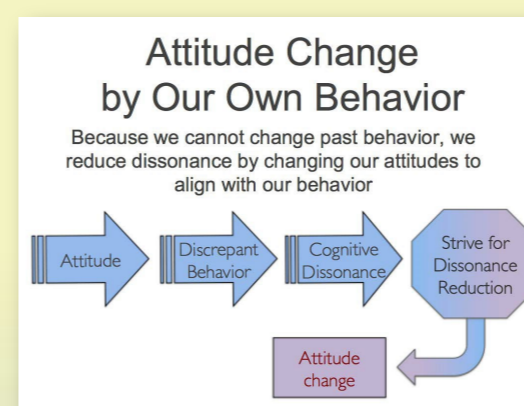 Attitude Change
by Our Own Behavior
Because we cannot change past behavior, we
reduce dissonance by changing our attitudes to
align with our behavior
Attitude
Discrepant
Behavior
Cognitive
Dissonance
Strive for
Dissonance
Reduction
Attitude
change